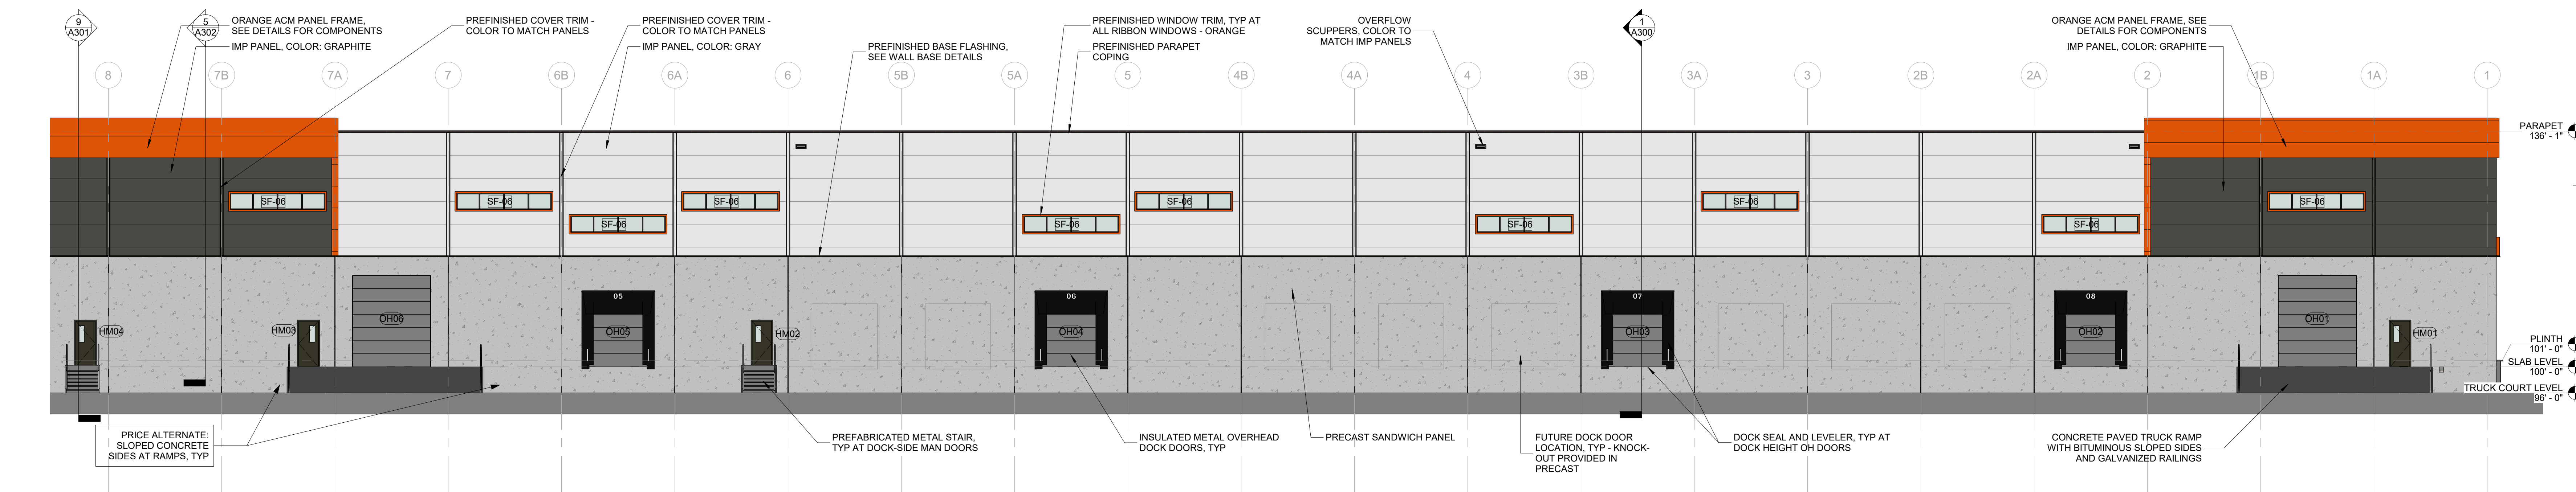 9
A301
5
A302
ORANGE ACM PANEL FRAME,
SEE DETAILS FOR COMPONENTS
IMP PANEL, COLOR: GRAPHITE
PREFINISHED COVER TRIM -
COLOR TO MATCH PANELS
PREFINISHED COVER TRIM -
COLOR TO MATCH PANELS
IMP PANEL, COLOR: GRAY
PREFINISHED BASE FLASHING,
SEE WALL BASE DETAILS
PREFINISHED WINDOW TRIM, TYP AT
ALL RIBBON WINDOWS - ORANGE
PREFINISHED PARAPET
COPING
OVERFLOW
SCUPPERS, COLOR TO
MATCH IMP PANELS
1
A300
ORANGE ACM PANEL FRAME, SEE
DETAILS FOR COMPONENTS
IMP PANEL, COLOR: GRAPHITE
8
7B
7A
7
6B
6A
6
5B
5A
5
4B
4A
4
3B
3A
3
2B
2A
2
1B
1A
1
PARAPET
136' - 1"
SF-06
SF-06
SF-06
SF-06
SF-06
SF-06
SF-06
SF-06
SF-06
SF-06
05
06
07
08
HM04
HM03
OH06
OH05
HM02
OH04
OH03
OH02
OH01
HM01
PLINTH
101' - 0"
SLAB LEVEL
100' - 0"
TRUCK COURT LEVEL
96' - 0"
PRICE ALTERNATE:
SLOPED CONCRETE
SIDES AT RAMPS, TYP
PREFABRICATED METAL STAIR,
TYP AT DOCK-SIDE MAN DOORS
INSULATED METAL OVERHEAD
DOCK DOORS, TYP
PRECAST SANDWICH PANEL
FUTURE DOCK DOOR
LOCATION, TYP - KNOCK-
OUT PROVIDED IN
PRECAST
DOCK SEAL AND LEVELER, TYP AT
DOCK HEIGHT OH DOORS
CONCRETE PAVED TRUCK RAMP
WITH BITUMINOUS SLOPED SIDES
AND GALVANIZED RAILINGS